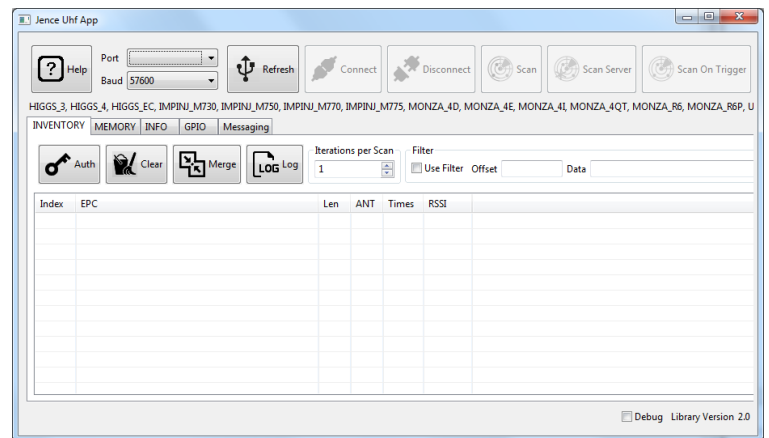 Jence Uhf App
Help
Port
Baud 57600
Refresh
Connect
Disconnect
Scan
Scan Server
Scan On Trigger
HIGGS_3, HIGGS_4, HIGGS_EC, IMPINJ_M730, IMPINJ_M750, IMPINJ_M770, IMPINJ_M775, MONZA_4D, MONZA_4E, MONZA_4I, MONZA_4QT, MONZA_R6, MONZA_R6P, U
INVENTORY MEMORY INFO GPIO Messaging
Auth
Clear
Merge
LOG Log
Iterations per Scan
1
Filter
Use Filter Offset Data
Index EPC Len ANT Times RSSI
Debug Library Version 2.0